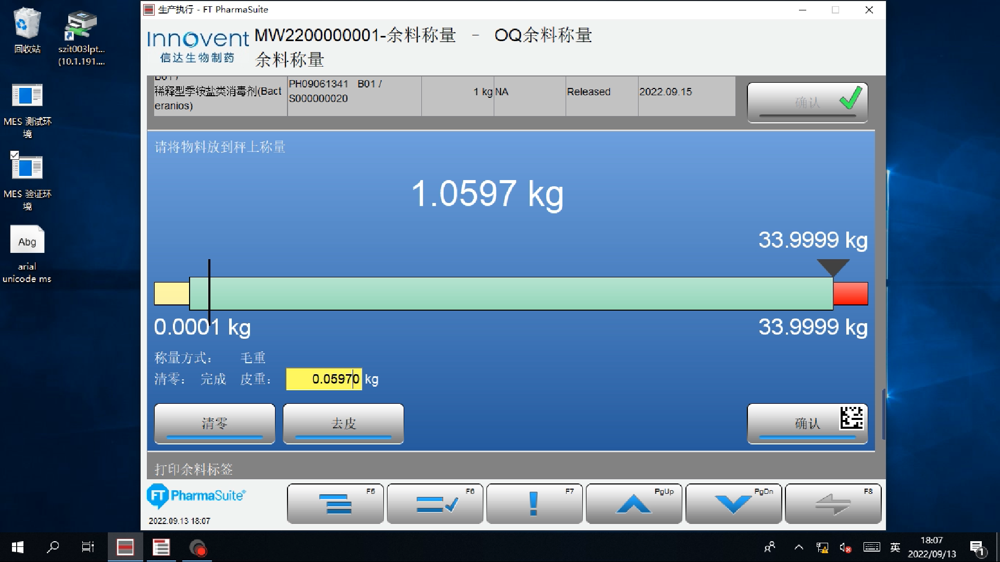 生产执行 - FT PharmaSuite
回收站
szit003lpt...
(10.1.191....
MES 测试环
境
MES 验证环
境
Abg
arial
unicode ms
Innovent
信达生物制药
MW2200000001-余料称量 - OQ余料称量
余料称量
B01 /
稀释型季铵盐类消毒剂(Bact
eranios)
PH09061341 B01 /
S000000020
1 kg
NA
Released
2022.09.15
确认
请将物料放到秤上称量
1.0597 kg
33.9999 kg
0.0001 kg
33.9999 kg
称量方式： 毛重
清零： 完成 皮重： 0.05970 kg
清零
去皮
确认
打印余料标签
FT PharmaSuite®
2022.09.13 18:07
F5
F6
F7
PgUp
PgDn
F8
英
18:07
2022/09/13
1